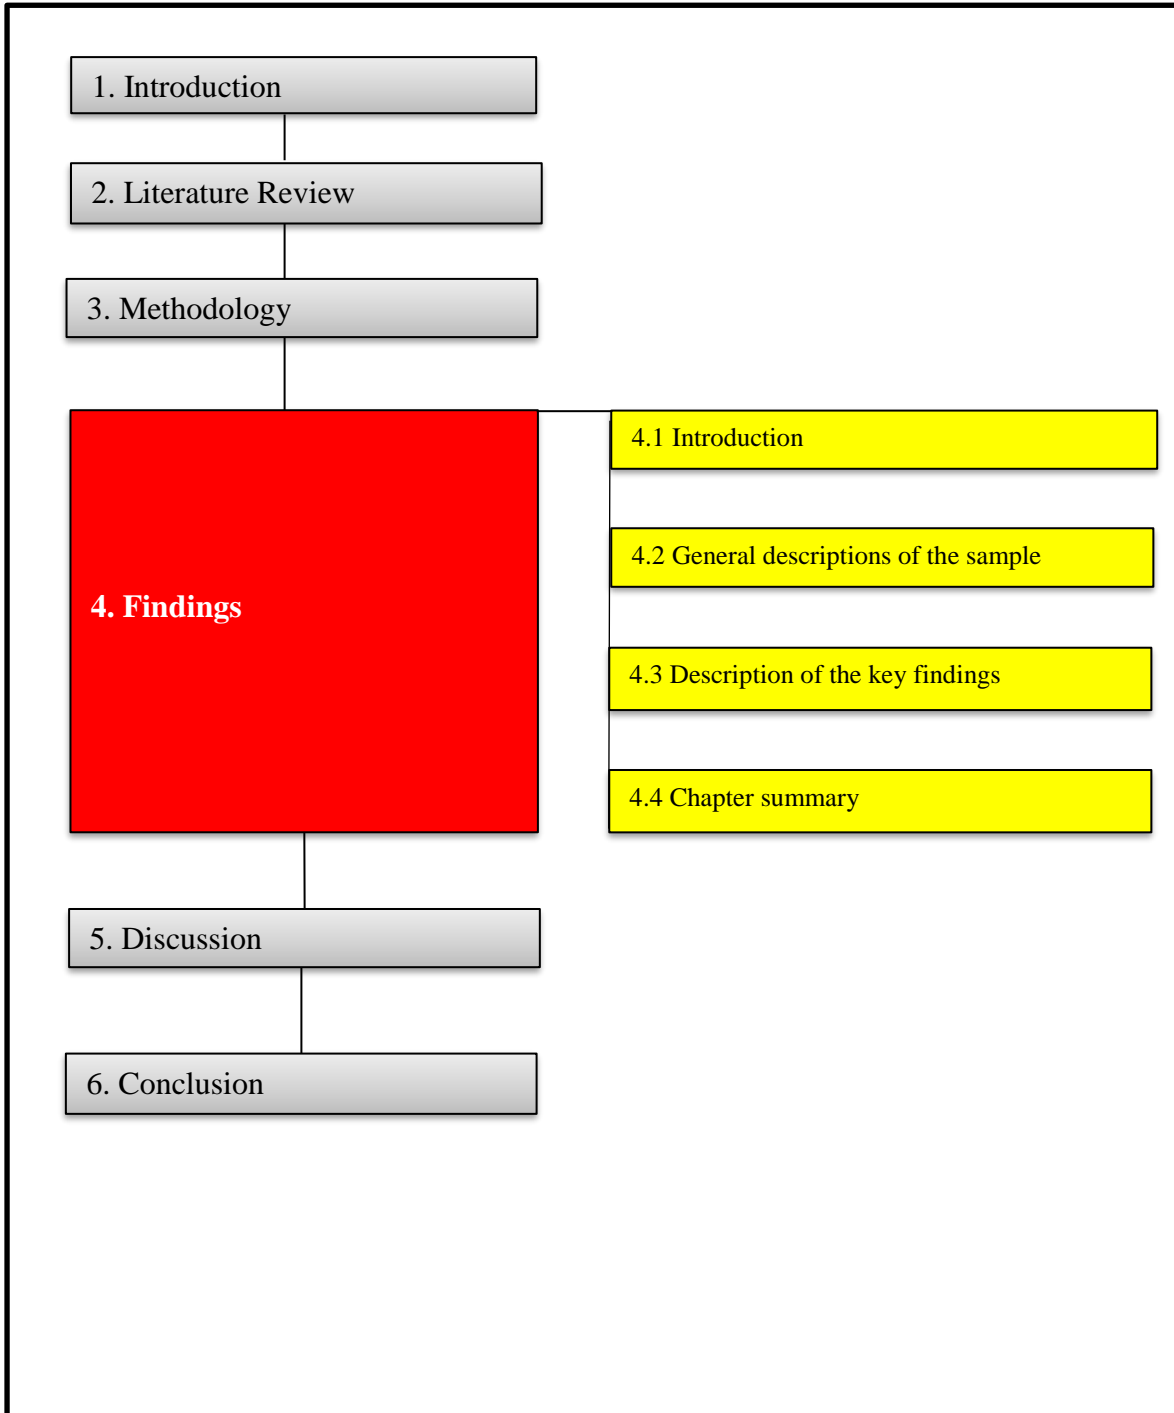 1. Introduction
2. Literature Review
3. Methodology
4. Findings
4.1 Introduction
4.2 General descriptions of the sample
4.3 Description of the key findings
4.4 Chapter summary
5. Discussion
6. Conclusion